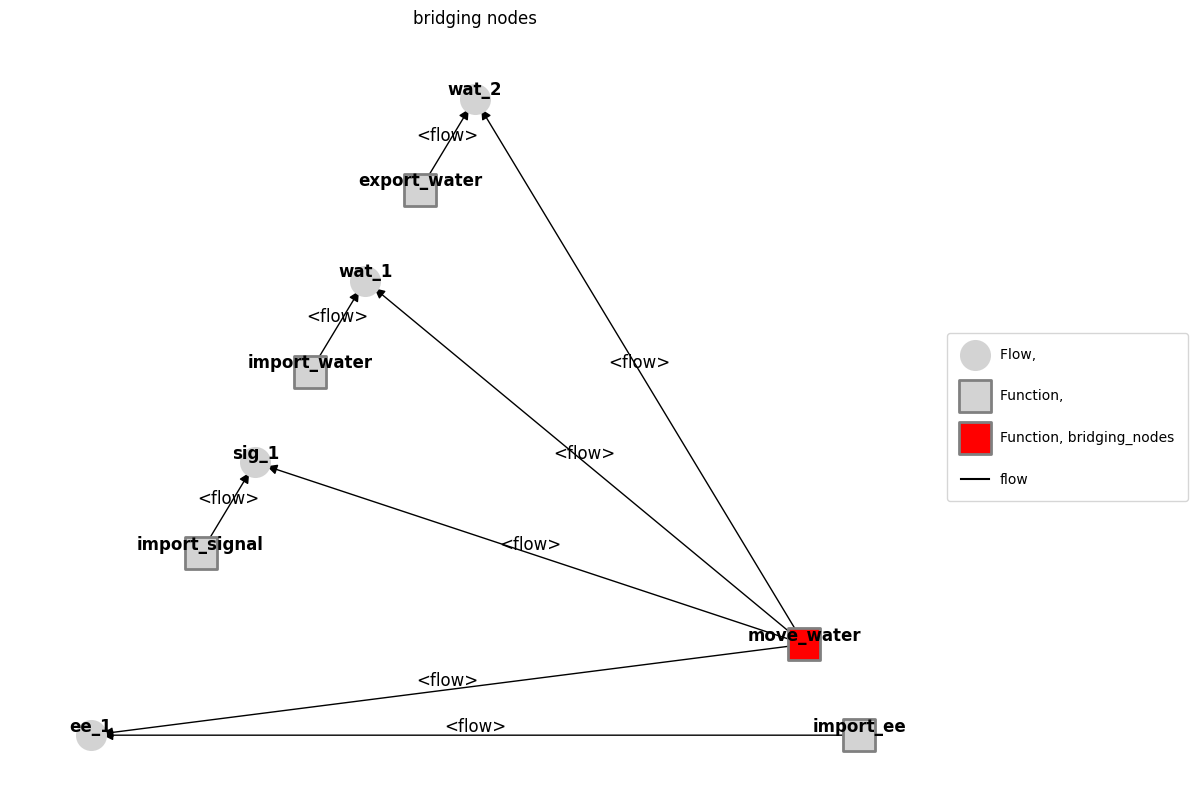 bridging nodes
wat_2
<flow>
export_water
wat_1
<flow>
import_water
<flow>
Flow,
Function,
Function, bridging_nodes
flow
sig_1
<flow>
<flow>
import_signal
<flow>
move_water
<flow>
ee_1
<flow>
import_ee